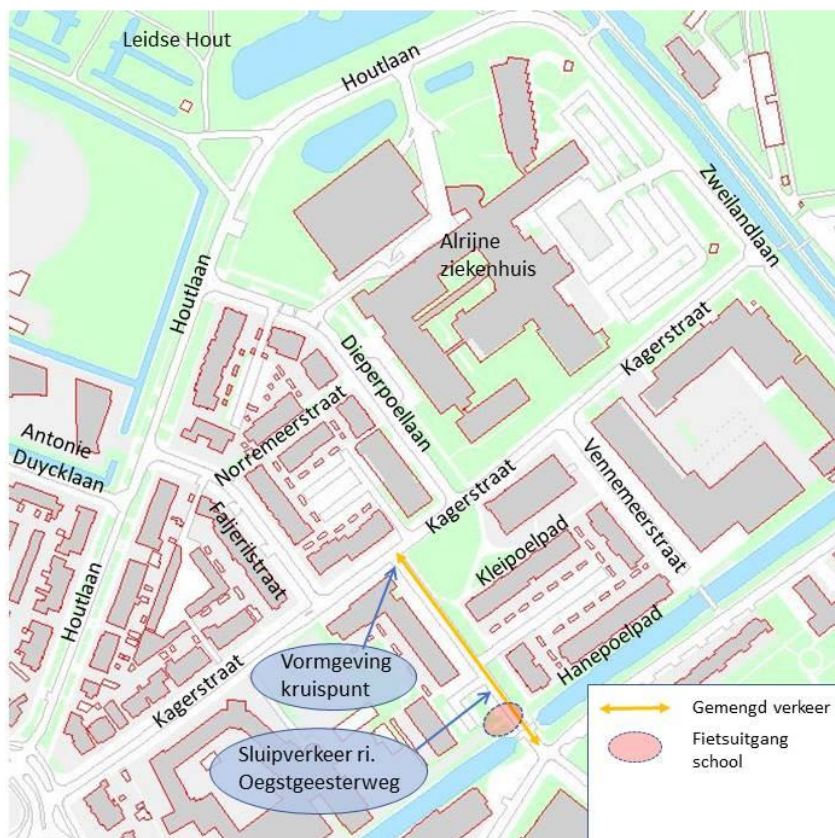 Leidse Hout
Houtlaan
Zweilandlaan
Alrijne
ziekenhuis
Houtlaan
Kagerstraat
Dieperpoellaan
Norremeerstraat
Antonie
Duycklaan
Vennemeerstraat
Kagerstraat
Faljerilstraat
Kleipoelpad
Houtlaan
Hanepoelpad
Vormgeving
kruispunt
Kagerstraat
Gemengd verkeer
Fietsuitgang
school
Sluipverkeer ri.
Oegstgeesterweg